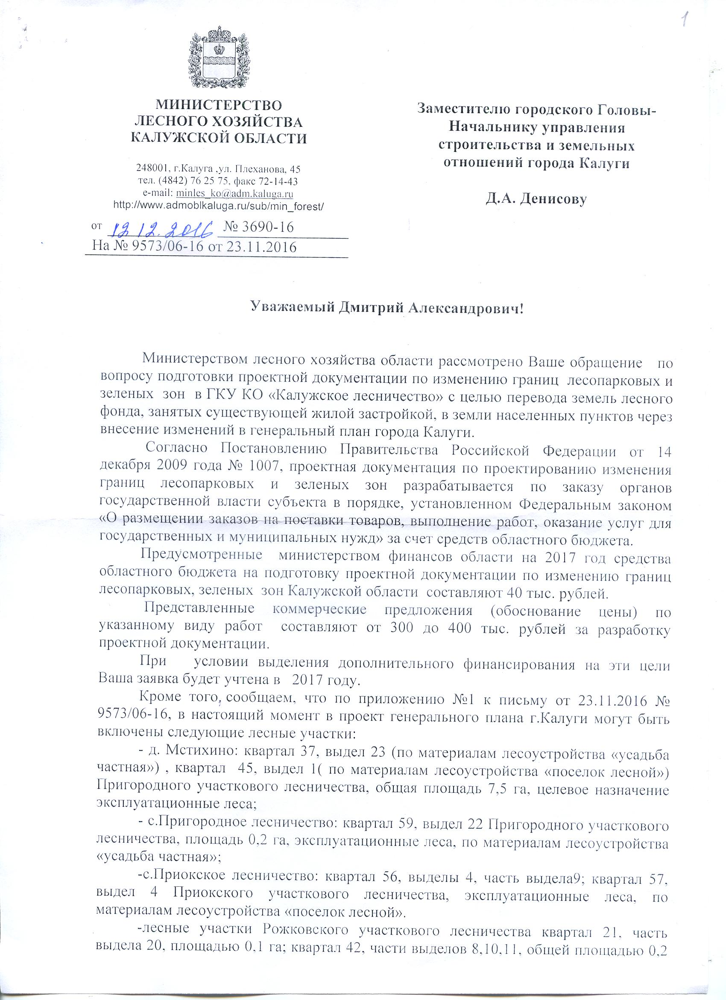 1
МИНИСТЕРСТВО
ЛЕСНОГО ХОЗЯЙСТВА
КАЛУЖСКОЙ ОБЛАСТИ
248001, г.Калуга ,ул. Плеханова, 45
тел. (4842) 76 25 75, факс 72-14-43
e-mail: minles_ko@adm.kaluga.ru
http://www.admoblkaluga.ru/sub/min_forest/
от 12 12. 2016 № 3690-16
На № 9573/06-16 от 23.11.2016
Заместителю городского Головы-
Начальнику управления
строительства и земельных
отношений города Калуги
Д.А. Денисову
Уважаемый Дмитрий Александрович!
Министерством лесного хозяйства области рассмотрено Ваше обращение по
вопросу подготовки проектной документации по изменению границ лесопарковых и
зеленых зон в ГКУ КО «Калужское лесничество» с целью перевода земель лесного
фонда, занятых существующей жилой застройкой, в земли населенных пунктов через
внесение изменений в генеральный план города Калуги.
Согласно Постановлению Правительства Российской Федерации от 14
декабря 2009 года № 1007, проектная документация по проектированию изменения
границ лесопарковых и зеленых зон разрабатывается по заказу органов
государственной власти субъекта в порядке, установленном Федеральным законом
«О размещении заказов на поставки товаров, выполнение работ, оказание услуг для
государственных и муниципальных нужд» за счет средств областного бюджета.
Предусмотренные министерством финансов области на 2017 год средства
областного бюджета на подготовку проектной документации по изменению границ
лесопарковых, зеленых зон Калужской области составляют 40 тыс. рублей.
Представленные коммерческие предложения (обоснование цены) по
указанному виду работ составляют от 300 до 400 тыс. рублей за разработку
проектной документации.
При условии выделения дополнительного финансирования на эти цели
Ваша заявка будет учтена в 2017 году.
Кроме того, сообщаем, что по приложению №1 к письму от 23.11.2016 №
9573/06-16, в настоящий момент в проект генерального плана г.Калуги могут быть
включены следующие лесные участки:
- д. Мстихино: квартал 37, выдел 23 (по материалам лесоустройства «усадьба
частная») , квартал 45, выдел 1( по материалам лесоустройства «поселок лесной»)
Пригородного участкового лесничества, общая площадь 7,5 га, целевое назначение
эксплуатационные леса;
- с.Пригородное лесничество: квартал 59, выдел 22 Пригородного участкового
лесничества, площадь 0,2 га, эксплуатационные леса, по материалам лесоустройства
«усадьба частная»;
-с.Приокское лесничество: квартал 56, выделы 4, часть выдела9; квартал 57,
выдел 4 Приокского участкового лесничества, эксплуатационные леса, по
материалам лесоустройства «поселок лесной».
-лесные участки Рожковского участкового лесничества квартал 21, часть
выдела 20, площадью 0,1 га; квартал 42, части выделов 8,10,11, общей площадью 0,2